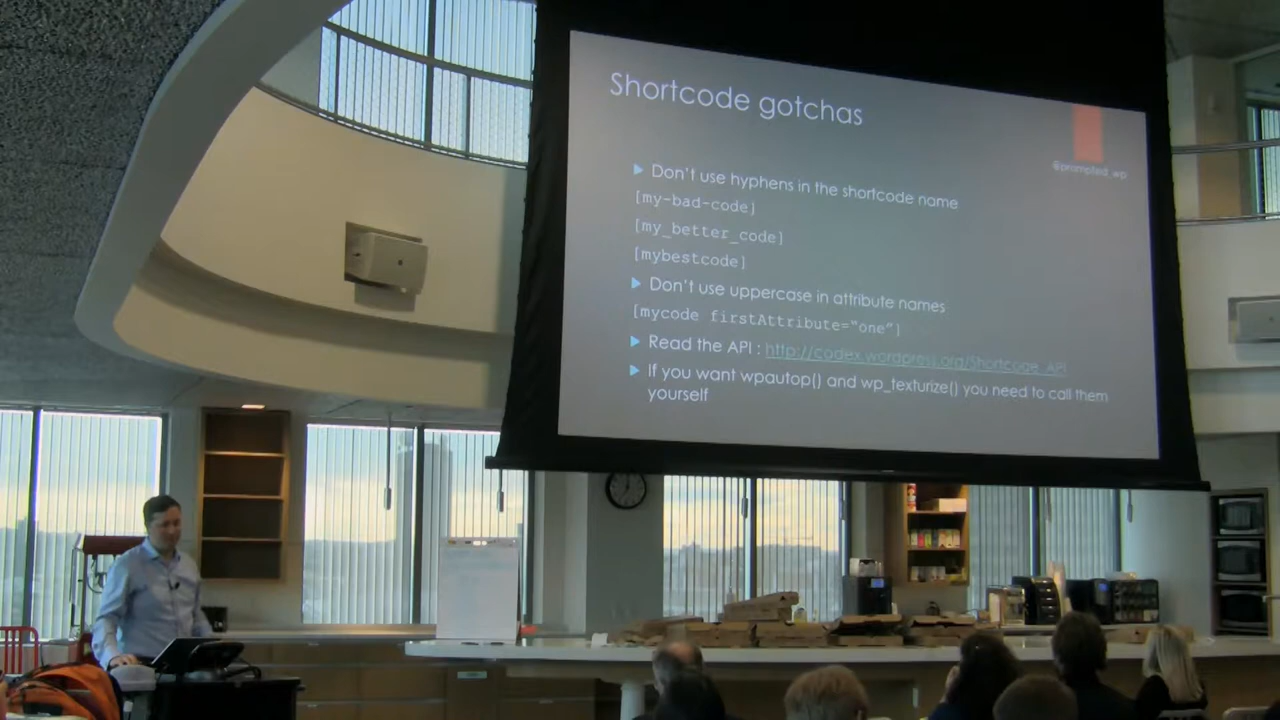 Shortcode gotchas
@prompted_wp
Don't use hyphens in the shortcode name
[my-bad-code]
[my_better_code]
[mybestcode]
Don't use uppercase in attribute names
[mycode firstAttribute="one"]
Read the API : http://codex.wordpress.org/Shortcode_API
If you want wpautop() and wp_texturize() you need to call them
yourself